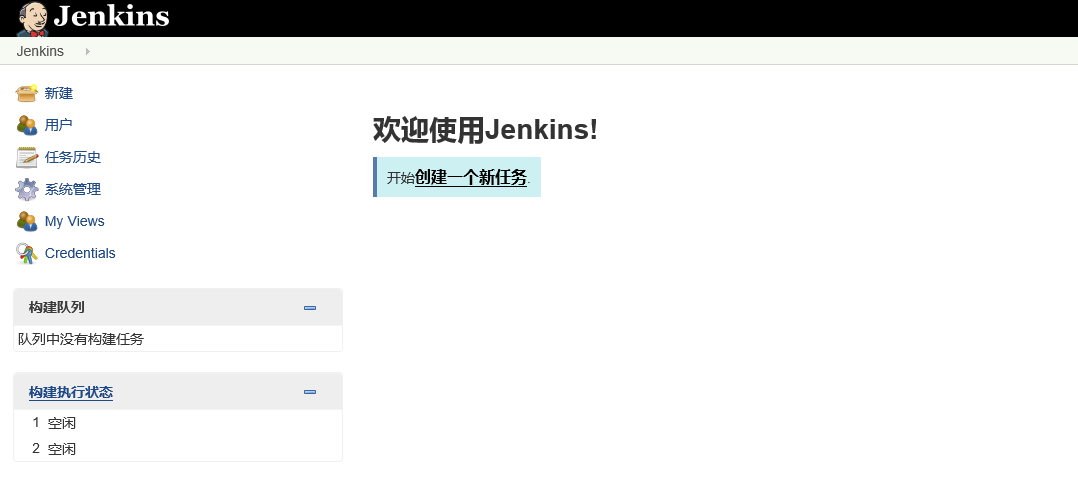 Jenkins
Jenkins
新建
用户
任务历史
系统管理
My Views
Credentials
构建队列
队列中没有构建任务
构建执行状态
1 空闲
2 空闲
欢迎使用Jenkins!
开始创建一个新任务.